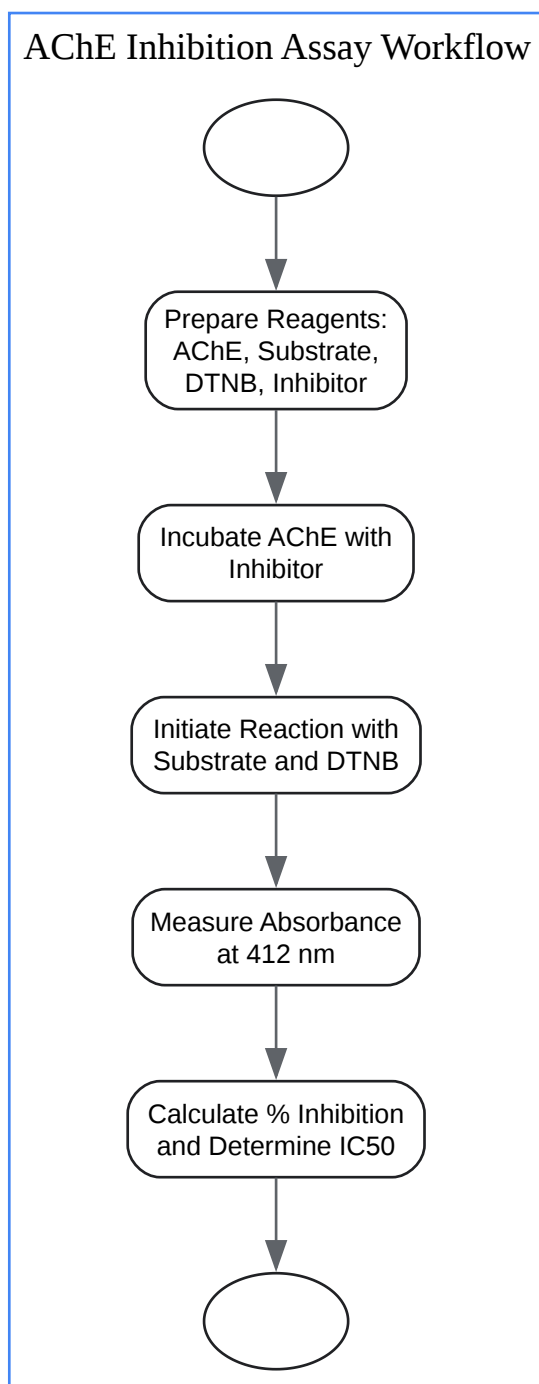 AChE Inhibition Assay Workflow
Prepare Reagents:
AChE, Substrate,
DTNB, Inhibitor
Incubate AChE with
Inhibitor
Initiate Reaction with
Substrate and DTNB
Measure Absorbance
at 412 nm
Calculate % Inhibition
and Determine IC50